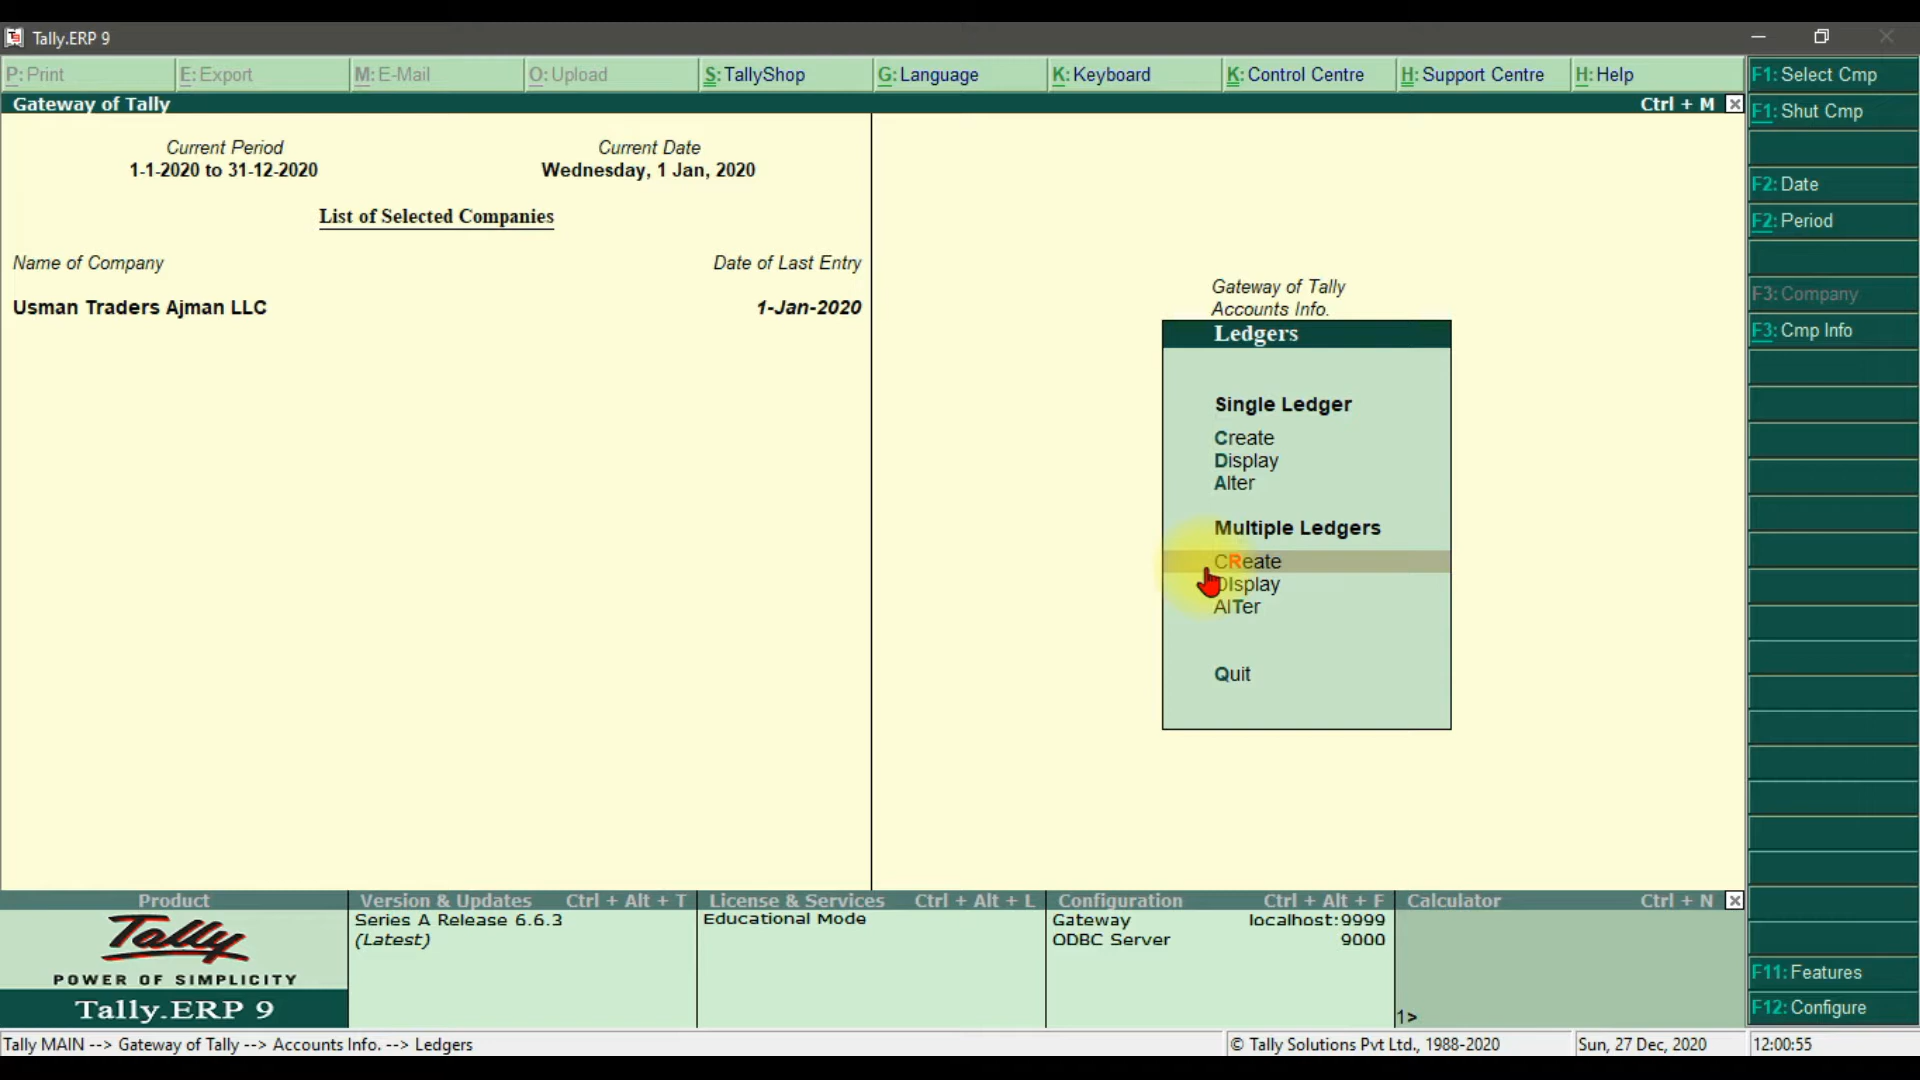 Tally.ERP 9
P: Print E: Export M: E-Mail O: Upload S: TallyShop G: Language K: Keyboard K: Control Centre H: Support Centre H: Help
Gateway of Tally Ctrl + M
Current Period Current Date
1-1-2020 to 31-12-2020 Wednesday, 1 Jan, 2020
List of Selected Companies
Name of Company Date of Last Entry
Usman Traders Ajman LLC 1-Jan-2020
Gateway of Tally
Accounts Info.
Ledgers
Single Ledger
Create
Display
Alter
Multiple Ledgers
CReate
DIsplay
AlTer
Quit
F1: Select Cmp
F1: Shut Cmp
F2: Date
F2: Period
F3: Company
F3: Cmp Info
F11: Features
F12: Configure
Product
Tally
POWER OF SIMPLICITY
Tally.ERP 9
Version & Updates Ctrl + Alt + T
Series A Release 6.6.3
(Latest)
License & Services Ctrl + Alt + L
Educational Mode
Configuration Ctrl + Alt + F
Gateway localhost:9999
ODBC Server 9000
Calculator Ctrl + N
1>
Tally MAIN --> Gateway of Tally --> Accounts Info. --> Ledgers © Tally Solutions Pvt Ltd., 1988-2020 Sun, 27 Dec, 2020 12:00:55